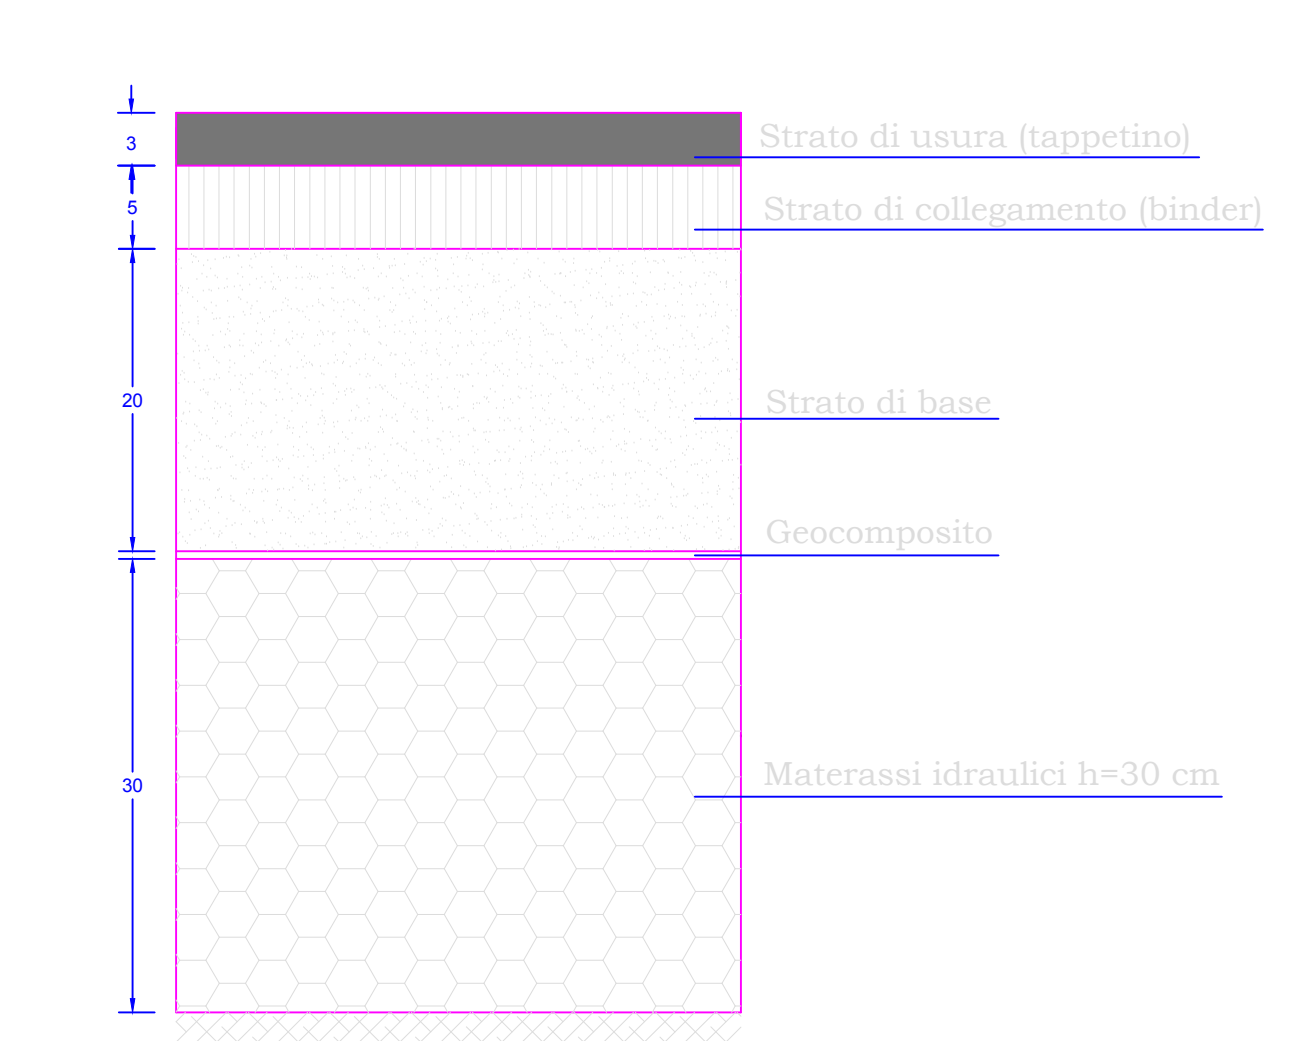 3
Strato di usura (tappetino)
5
Strato di collegamento (binder)
20
Strato di base
Geocomposito
30
Materassi idraulici h=30 cm